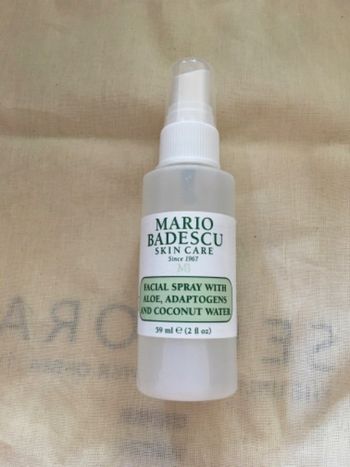 MARIO
BADESCU
SKIN CARE
Since 1967
MB
FACIAL SPRAY WITH
ALOE, ADAPTOGENS
AND COCONUT WATER
59 ml e (2 fl oz)